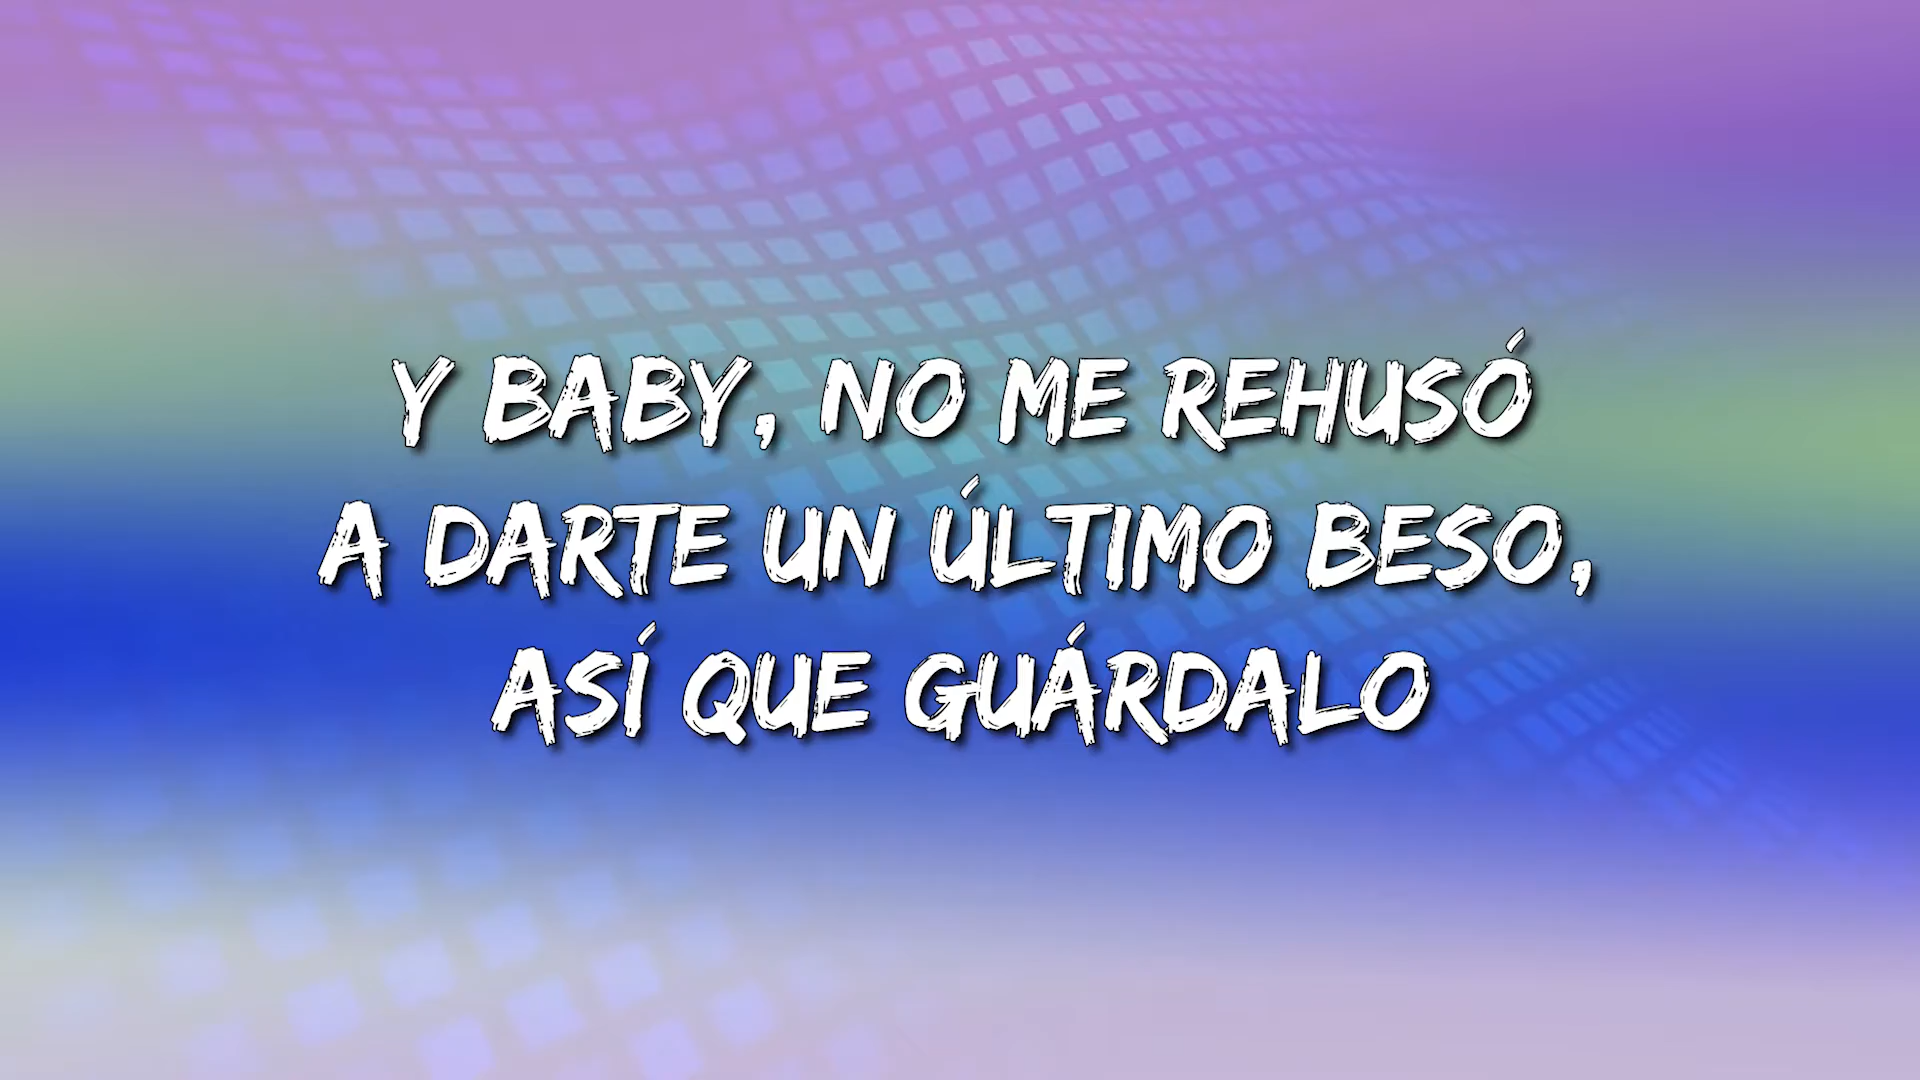 Y BABY, NO ME REHUSÓ
A DARTE UN ÚLTIMO BESO,
ASÍ QUE GUÁRDALO